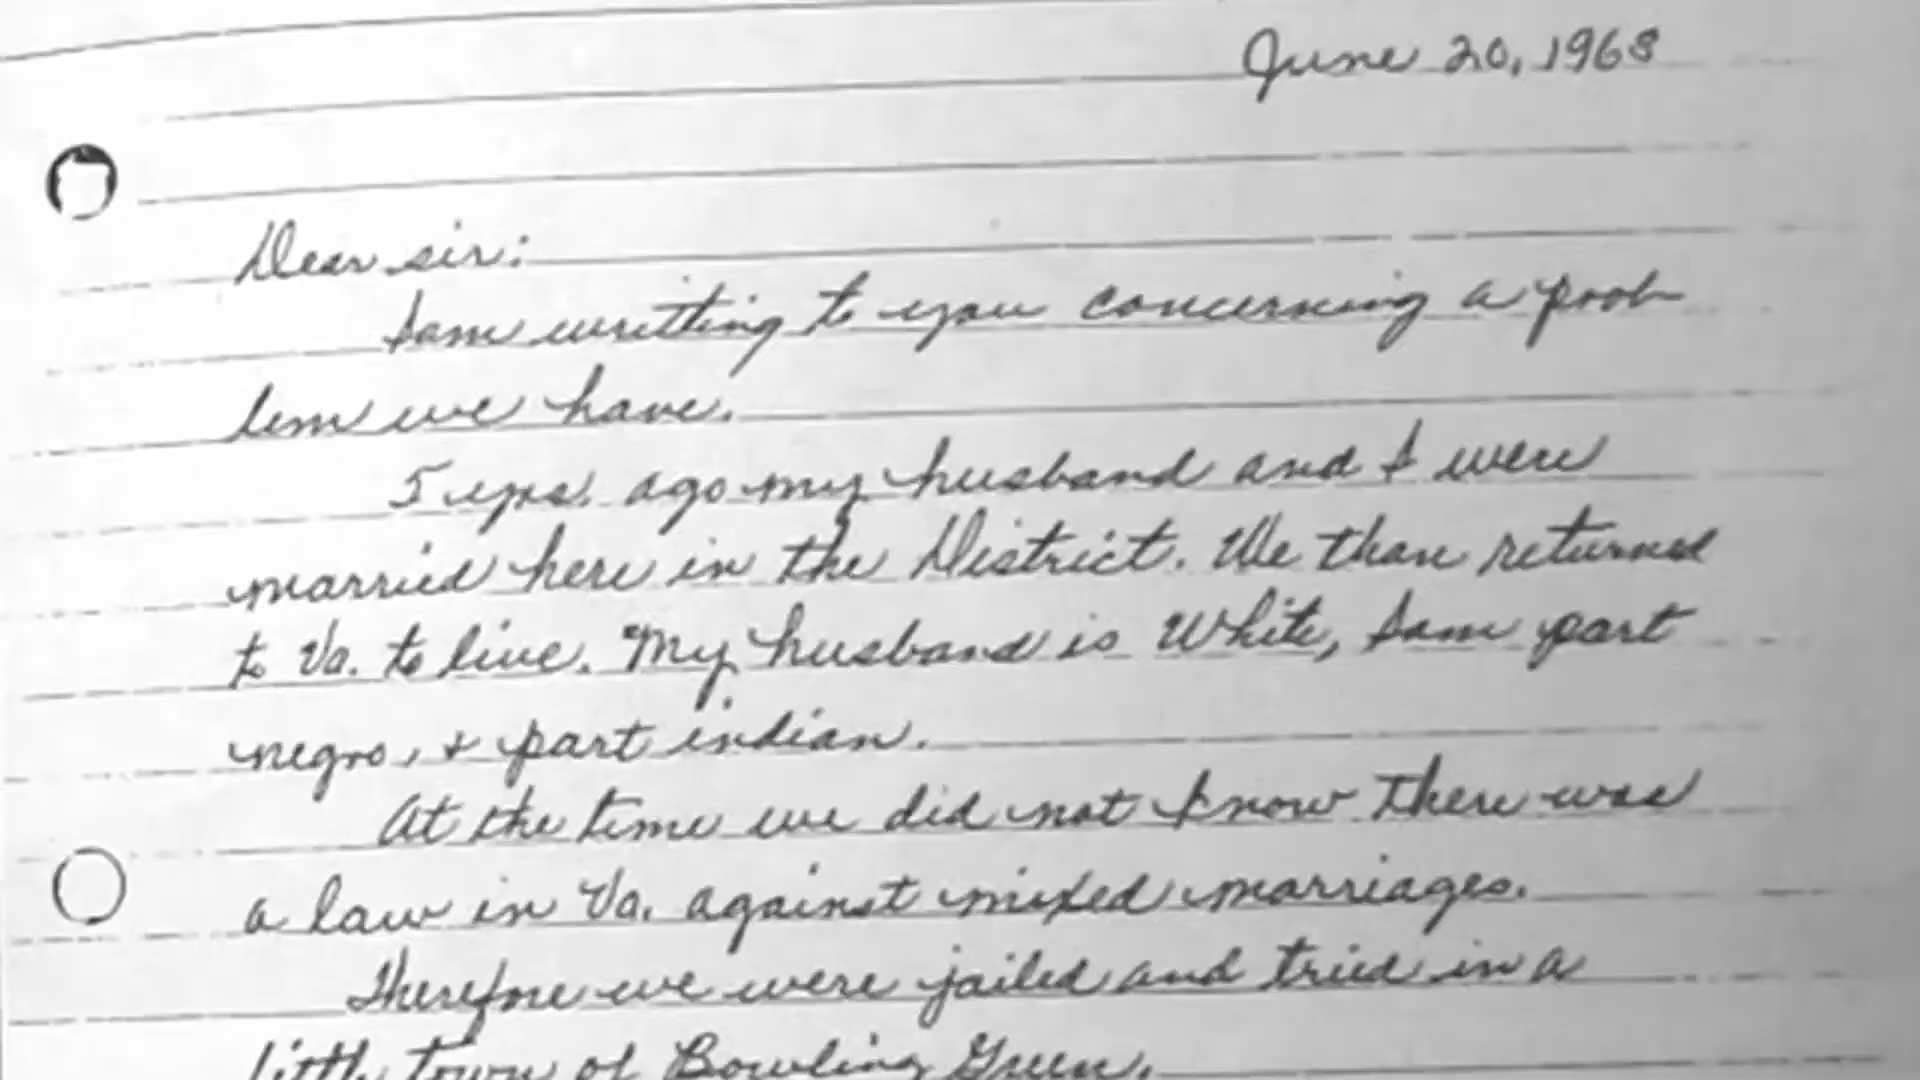 June 20, 1963
Dear sir:
I am writting to you concerning a prob
lem we have.
5 yrs. ago my husband and I were
married here in the District. We than returned
to Va. to live. My husband is White, I am part
negro, & part indian.
At the time we did not know there was
a law in Va. against mixed marriages.
Therefore we were jailed and tried in a
little town of Bowling Green.